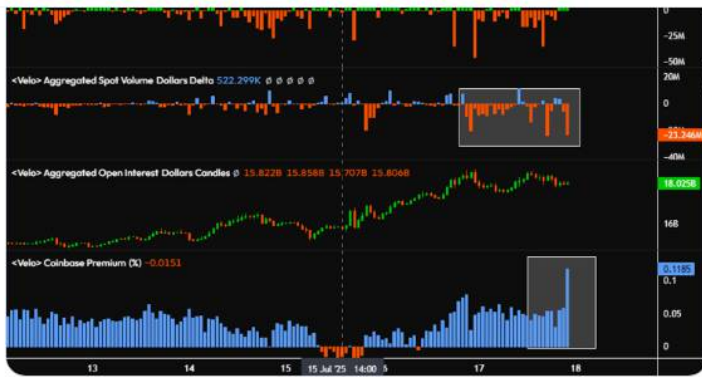 0
−25M
−50M
<Velo> Aggregated Spot Volume Dollars Delta 522.299K ø ø ø ø ø
20M
0
−23.246M
−40M
<Velo> Aggregated Open Interest Dollars Candles ø 15.822B 15.858B 15.707B 15.806B
18.025B
16B
<Velo> Coinbase Premium (%) −0.0151
0.1185
0.1
0.05
0
13 14 15 15 Jul '25 14:00 17 18